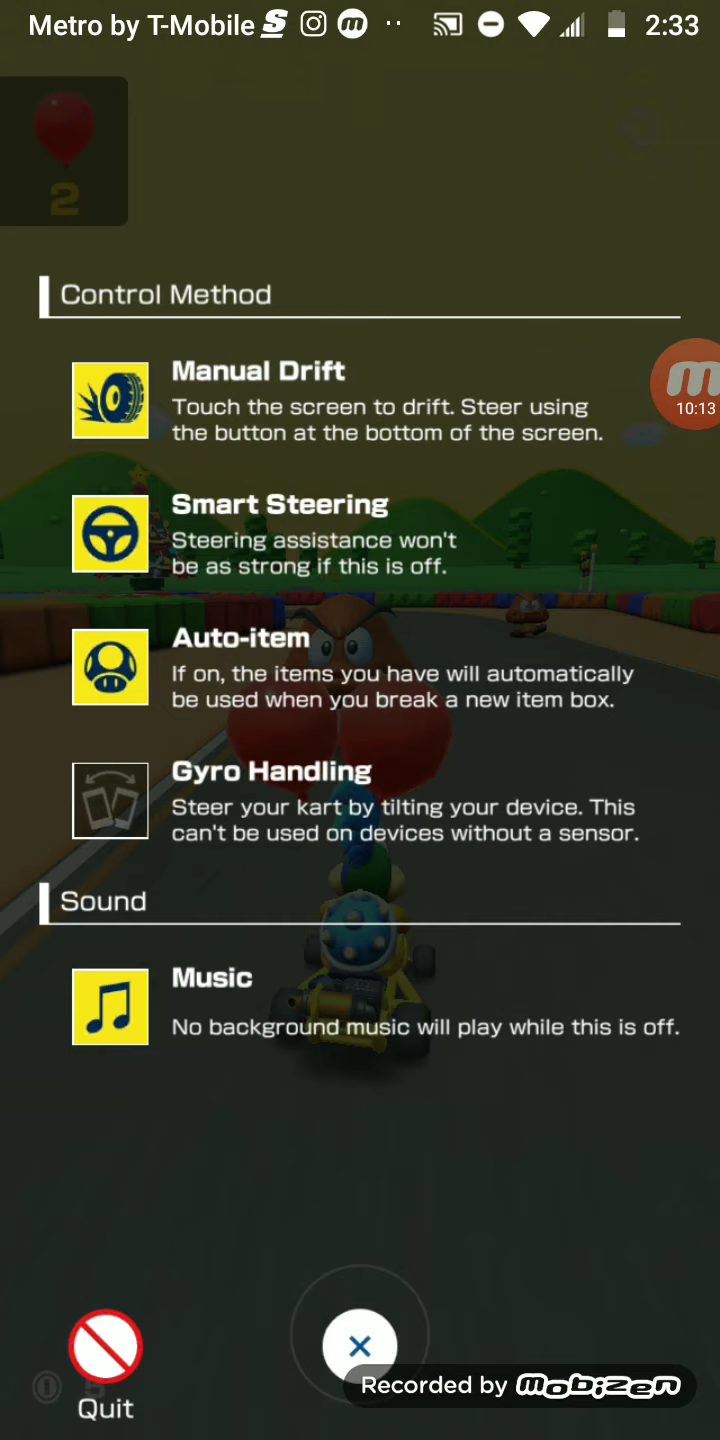 Metro by T-Mobile S m 2:33
2
Control Method
Manual Drift
Touch the screen to drift. Steer using
the button at the bottom of the screen.
m
10:13
Smart Steering
Steering assistance won't
be as strong if this is off.
Auto-item
If on, the items you have will automatically
be used when you break a new item box.
Gyro Handling
Steer your kart by tilting your device. This
can't be used on devices without a sensor.
Sound
Music
No background music will play while this is off.
Recorded by mobizen
5
Quit